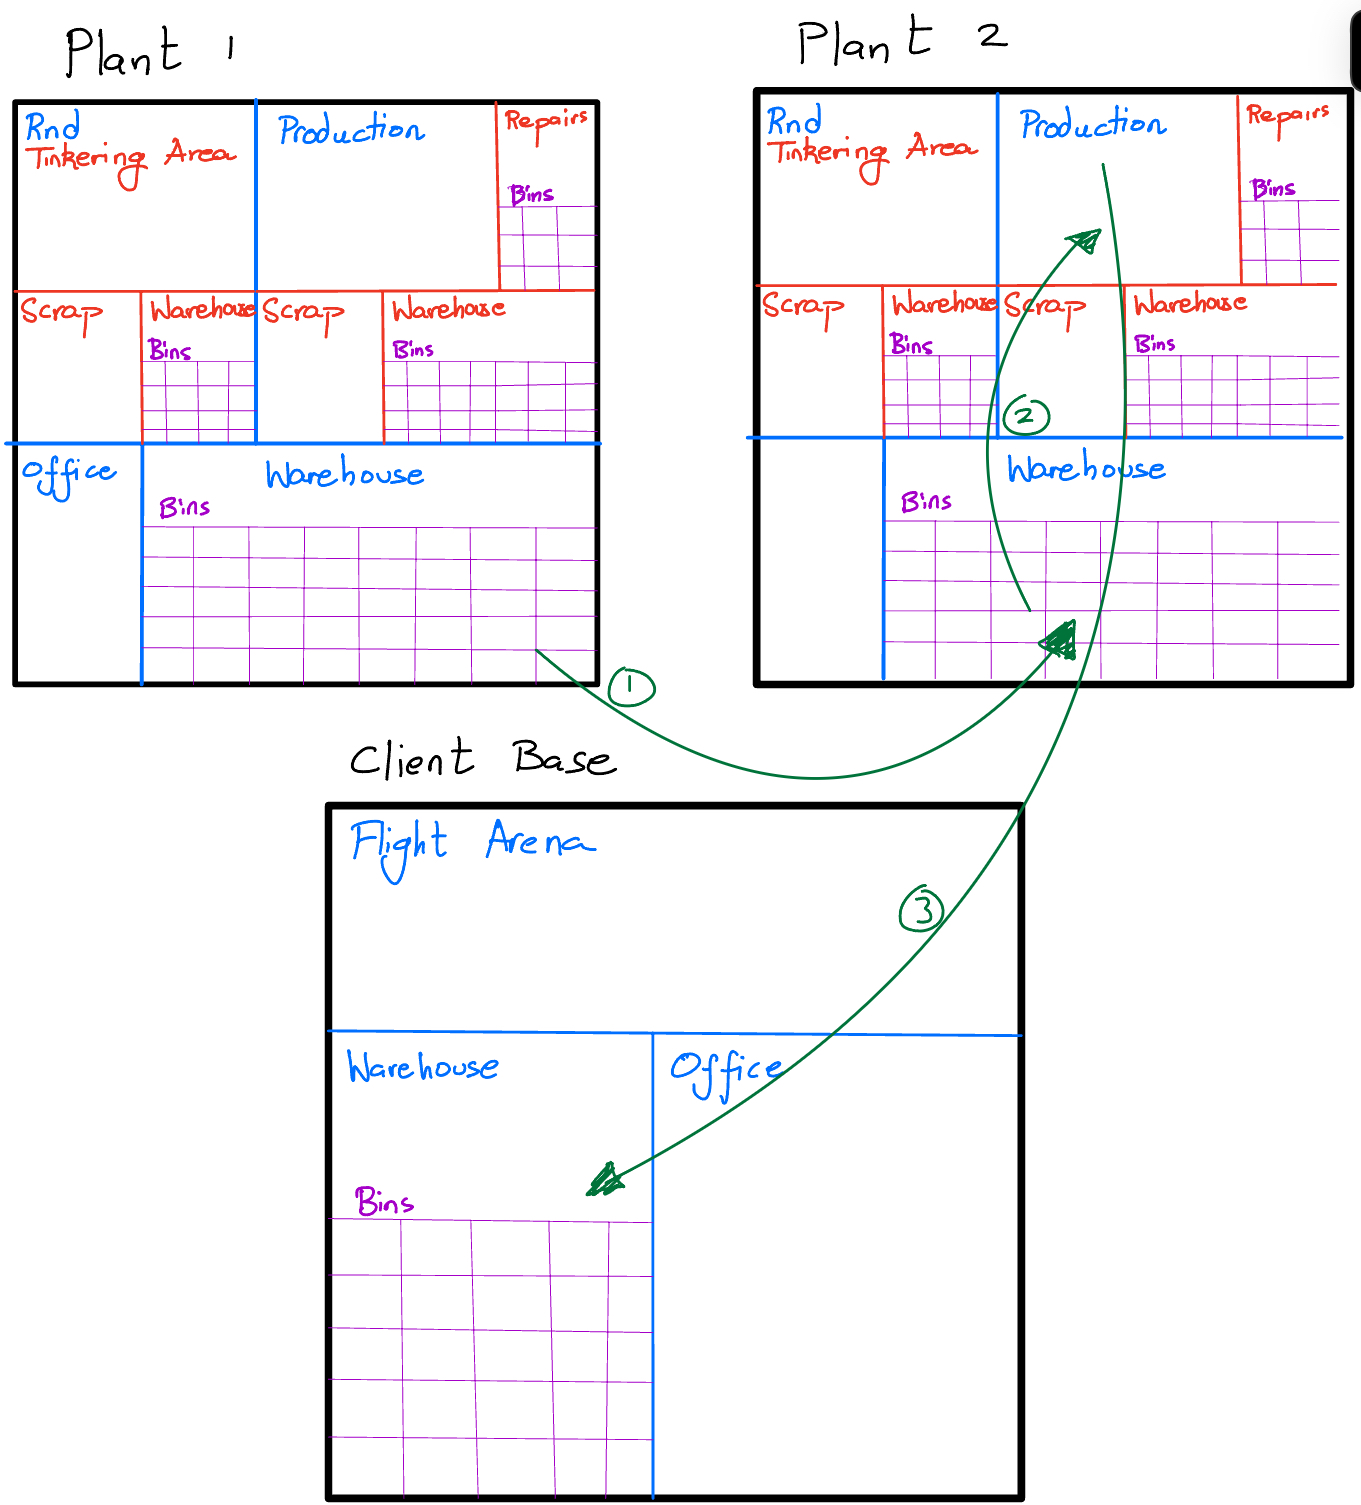 Plant 1
Rnd
Tinkering Area
Production
Repairs
Bins
Scrap
Warehouse
Bins
Scrap
Warehouse
Bins
Office
Warehouse
Bins
1
Plant 2
Rnd
Tinkering Area
Production
Repairs
Bins
Scrap
Warehouse
Bins
Scrap
Warehouse
Bins
2
Warehouse
Bins
Client Base
Flight Arena
3
Warehouse
Bins
Office